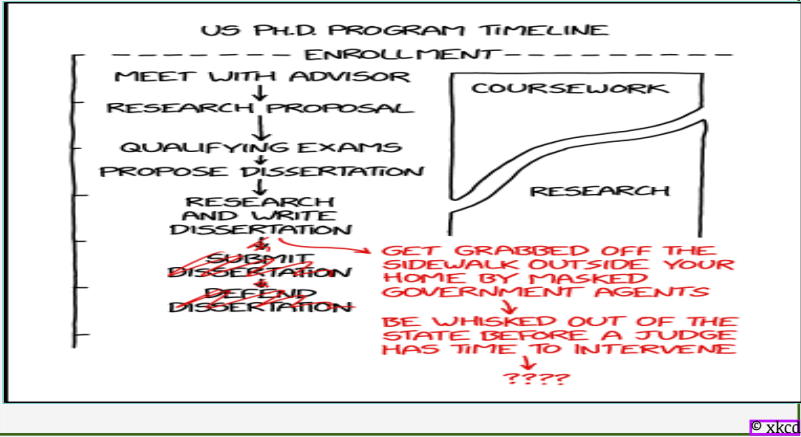 US PH.D. PROGRAM TIMELINE
ENROLLMENT
MEET WITH ADVISOR
RESEARCH PROPOSAL
QUALIFYING EXAMS
PROPOSE DISSERTATION
RESEARCH
AND WRITE
DISSERTATION
SUBMIT
DISSERTATION
DEFEND
DISSERTATION
COURSEWORK
RESEARCH
GET GRABBED OFF THE
SIDEWALK OUTSIDE YOUR
HOME BY MASKED
GOVERNMENT AGENTS
BE WHISKED OUT OF THE
STATE BEFORE A JUDGE
HAS TIME TO INTERVENE
????
© xkcd